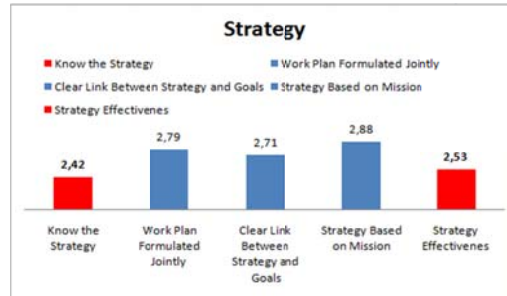 Strategy
Know the Strategy
Work Plan Formulated Jointly
Clear Link Between Strategy and Goals
Strategy Based on Mission
Strategy Effectivenes
2,42
2,79
2,71
2,88
2,53
Know the
Strategy
Work Plan
Formulated
Jointly
Clear Link
Between
Strategy and
Goals
Strategy Based
on Mission
Strategy
Effectivenes